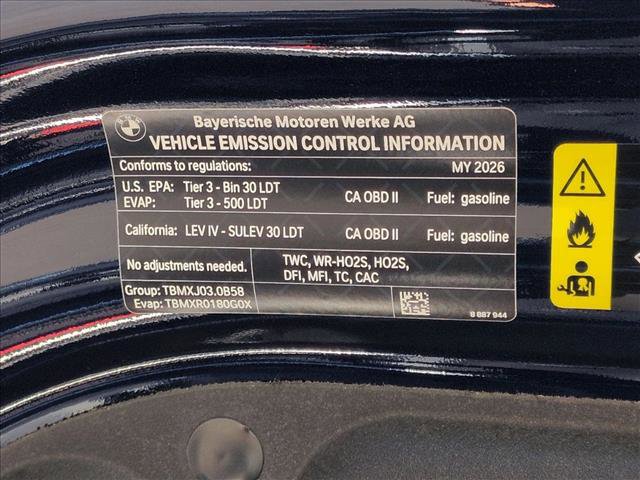 BMW
Bayerische Motoren Werke AG
VEHICLE EMISSION CONTROL INFORMATION
Conforms to regulations: MY 2026
U.S. EPA: Tier 3 - Bin 30 LDT CA OBD II Fuel: gasoline
EVAP: Tier 3 - 500 LDT
California: LEV IV - SULEV 30 LDT CA OBD II Fuel: gasoline
No adjustments needed. TWC, WR-HO2S, HO2S,
DFI, MFI, TC, CAC
Group: TBMXJ03.0B58
Evap: TBMXR0180G0X
8 887 944